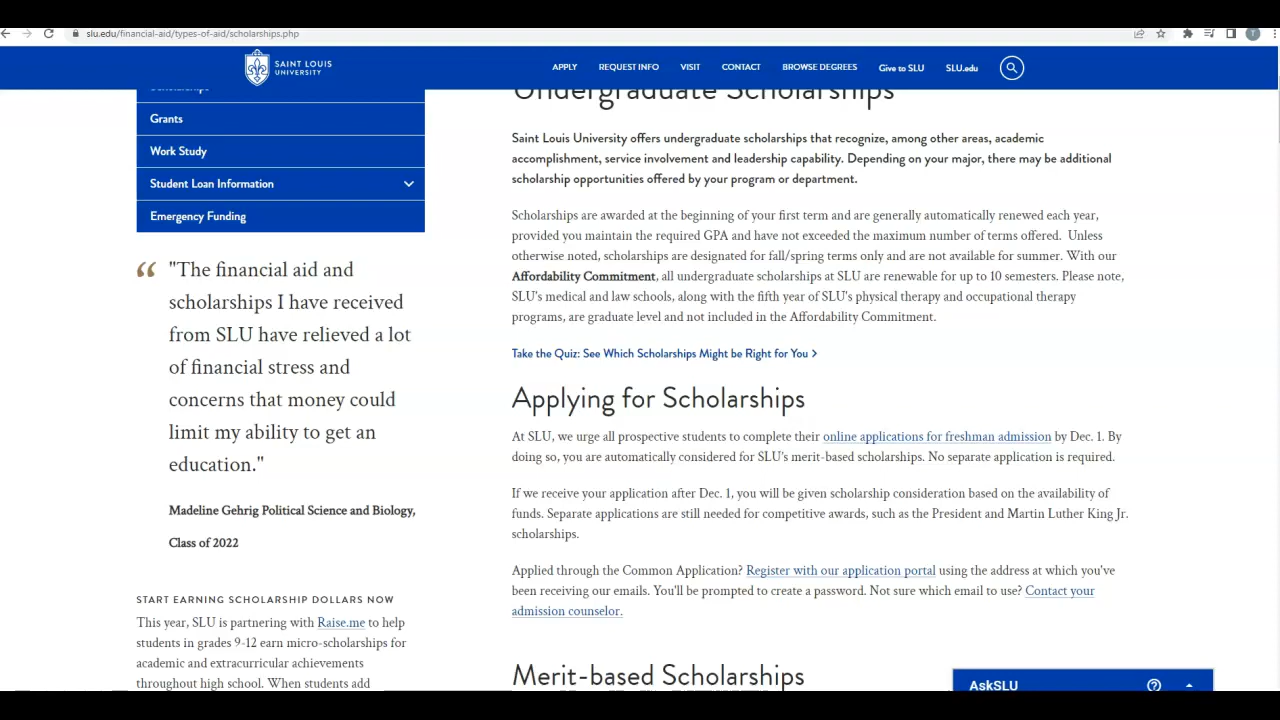 slu.edu/financial-aid/types-of-aid/scholarships.php
T
SAINT LOUIS
UNIVERSITY
APPLY
REQUEST INFO
VISIT
CONTACT
BROWSE DEGREES
Give to SLU
SLU.edu
Scholarships
Grants
Work Study
Student Loan Information
Emergency Funding
“
"The financial aid and
scholarships I have received
from SLU have relieved a lot
of financial stress and
concerns that money could
limit my ability to get an
education."
Madeline Gehrig Political Science and Biology,
Class of 2022
START EARNING SCHOLARSHIP DOLLARS NOW
This year, SLU is partnering with Raise.me to help
students in grades 9-12 earn micro-scholarships for
academic and extracurricular achievements
throughout high school. When students add
Undergraduate Scholarships
Saint Louis University offers undergraduate scholarships that recognize, among other areas, academic
accomplishment, service involvement and leadership capability. Depending on your major, there may be additional
scholarship opportunities offered by your program or department.
Scholarships are awarded at the beginning of your first term and are generally automatically renewed each year,
provided you maintain the required GPA and have not exceeded the maximum number of terms offered. Unless
otherwise noted, scholarships are designated for fall/spring terms only and are not available for summer. With our
Affordability Commitment, all undergraduate scholarships at SLU are renewable for up to 10 semesters. Please note,
SLU's medical and law schools, along with the fifth year of SLU's physical therapy and occupational therapy
programs, are graduate level and not included in the Affordability Commitment.
Take the Quiz: See Which Scholarships Might be Right for You >
Applying for Scholarships
At SLU, we urge all prospective students to complete their online applications for freshman admission by Dec. 1. By
doing so, you are automatically considered for SLU's merit-based scholarships. No separate application is required.
If we receive your application after Dec. 1, you will be given scholarship consideration based on the availability of
funds. Separate applications are still needed for competitive awards, such as the President and Martin Luther King Jr.
scholarships.
Applied through the Common Application? Register with our application portal using the address at which you've
been receiving our emails. You'll be prompted to create a password. Not sure which email to use? Contact your
admission counselor.
Merit-based Scholarships
AskSLU